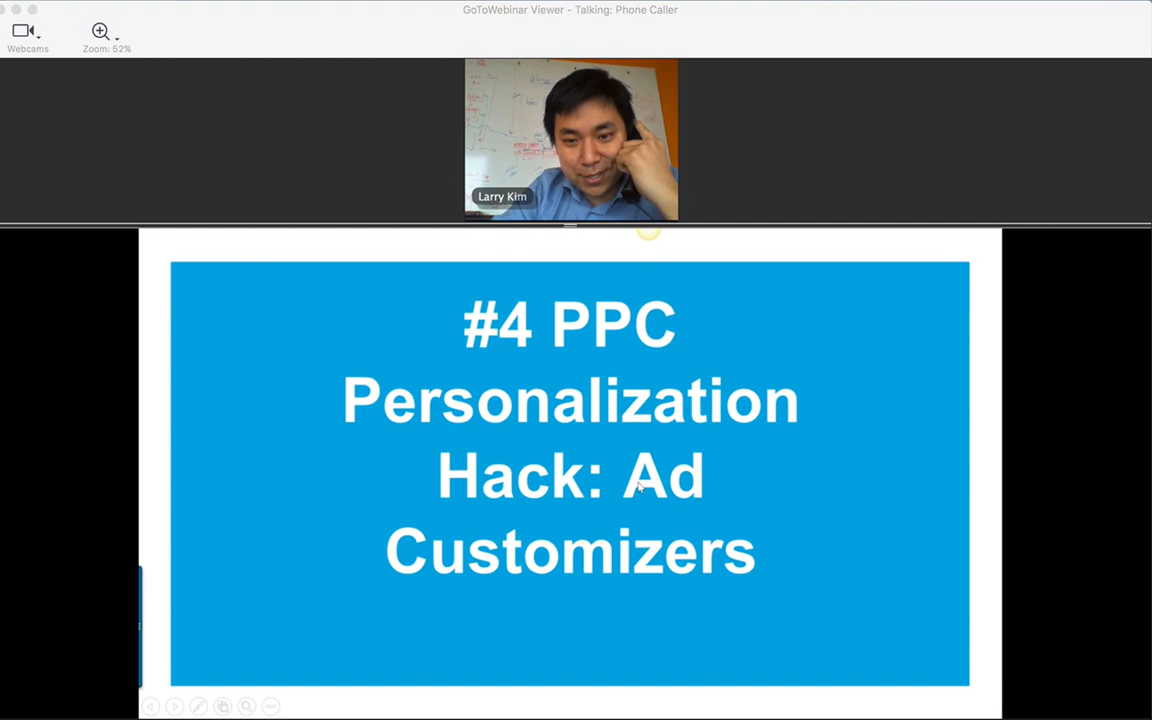 GoToWebinar Viewer - Talking: Phone Caller
Webcams
Zoom: 52%
Larry Kim
#4 PPC
Personalization
Hack: Ad
Customizers